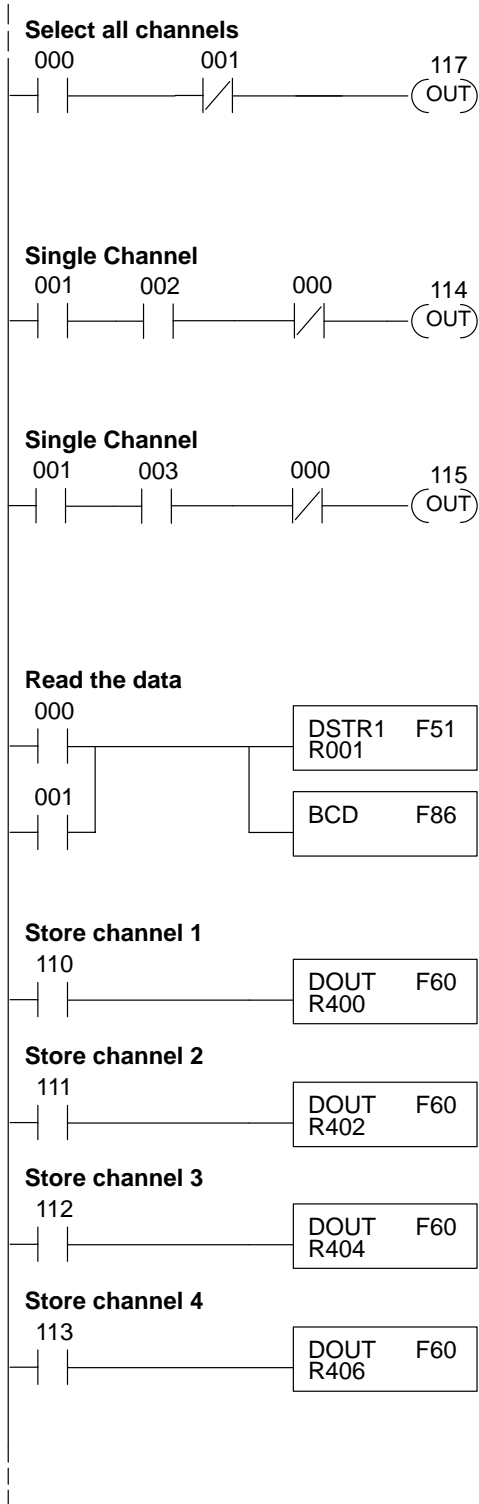 Select all channels
000 001 117
OUT
Single Channel
001 002 000 114
OUT
Single Channel
001 003 000 115
OUT
Read the data
000
DSTR1 F51
R001
001
BCD F86
Store channel 1
110
DOUT F60
R400
Store channel 2
111
DOUT F60
R402
Store channel 3
112
DOUT F60
R404
Store channel 4
113
DOUT F60
R406